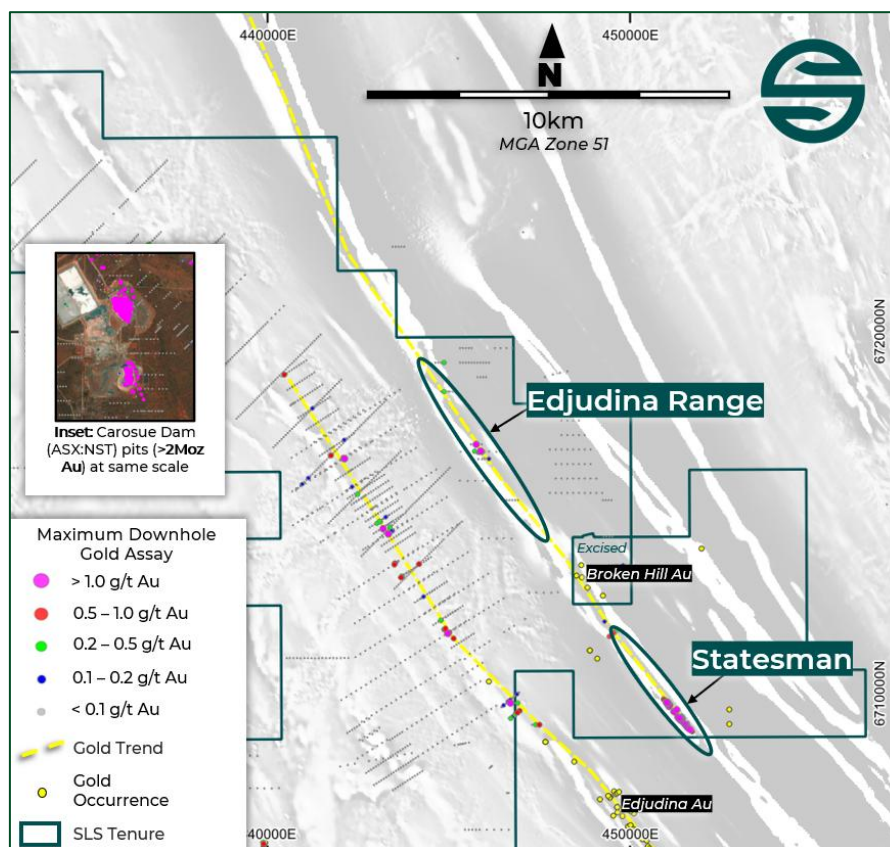 440000E
450000E
N
10km
MGA Zone 51
6720000N
Inset: Carosue Dam
(ASX:NST) pits (>2Moz
Au) at same scale
Edjudina Range
Excised
Broken Hill Au
Statesman
6710000N
Edjudina Au
Maximum Downhole
Gold Assay
> 1.0 g/t Au
0.5 – 1.0 g/t Au
0.2 – 0.5 g/t Au
0.1 – 0.2 g/t Au
< 0.1 g/t Au
Gold Trend
Gold
Occurrence
SLS Tenure
40000E
450000E